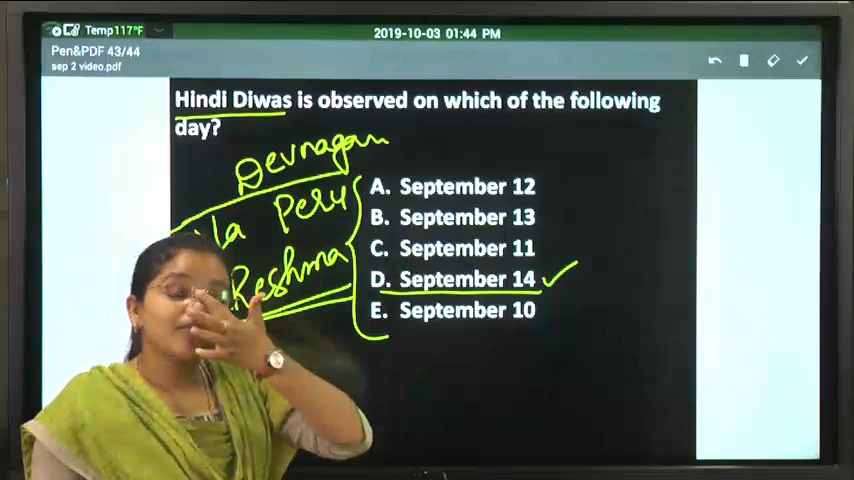 Temp117°F
2019-10-03 01:44 PM
Pen&PDF 43/44
sep 2 video.pdf
Hindi Diwas is observed on which of the following
day?
Devnagari
Peru
Reshma
A. September 12
B. September 13
C. September 11
D. September 14
E. September 10